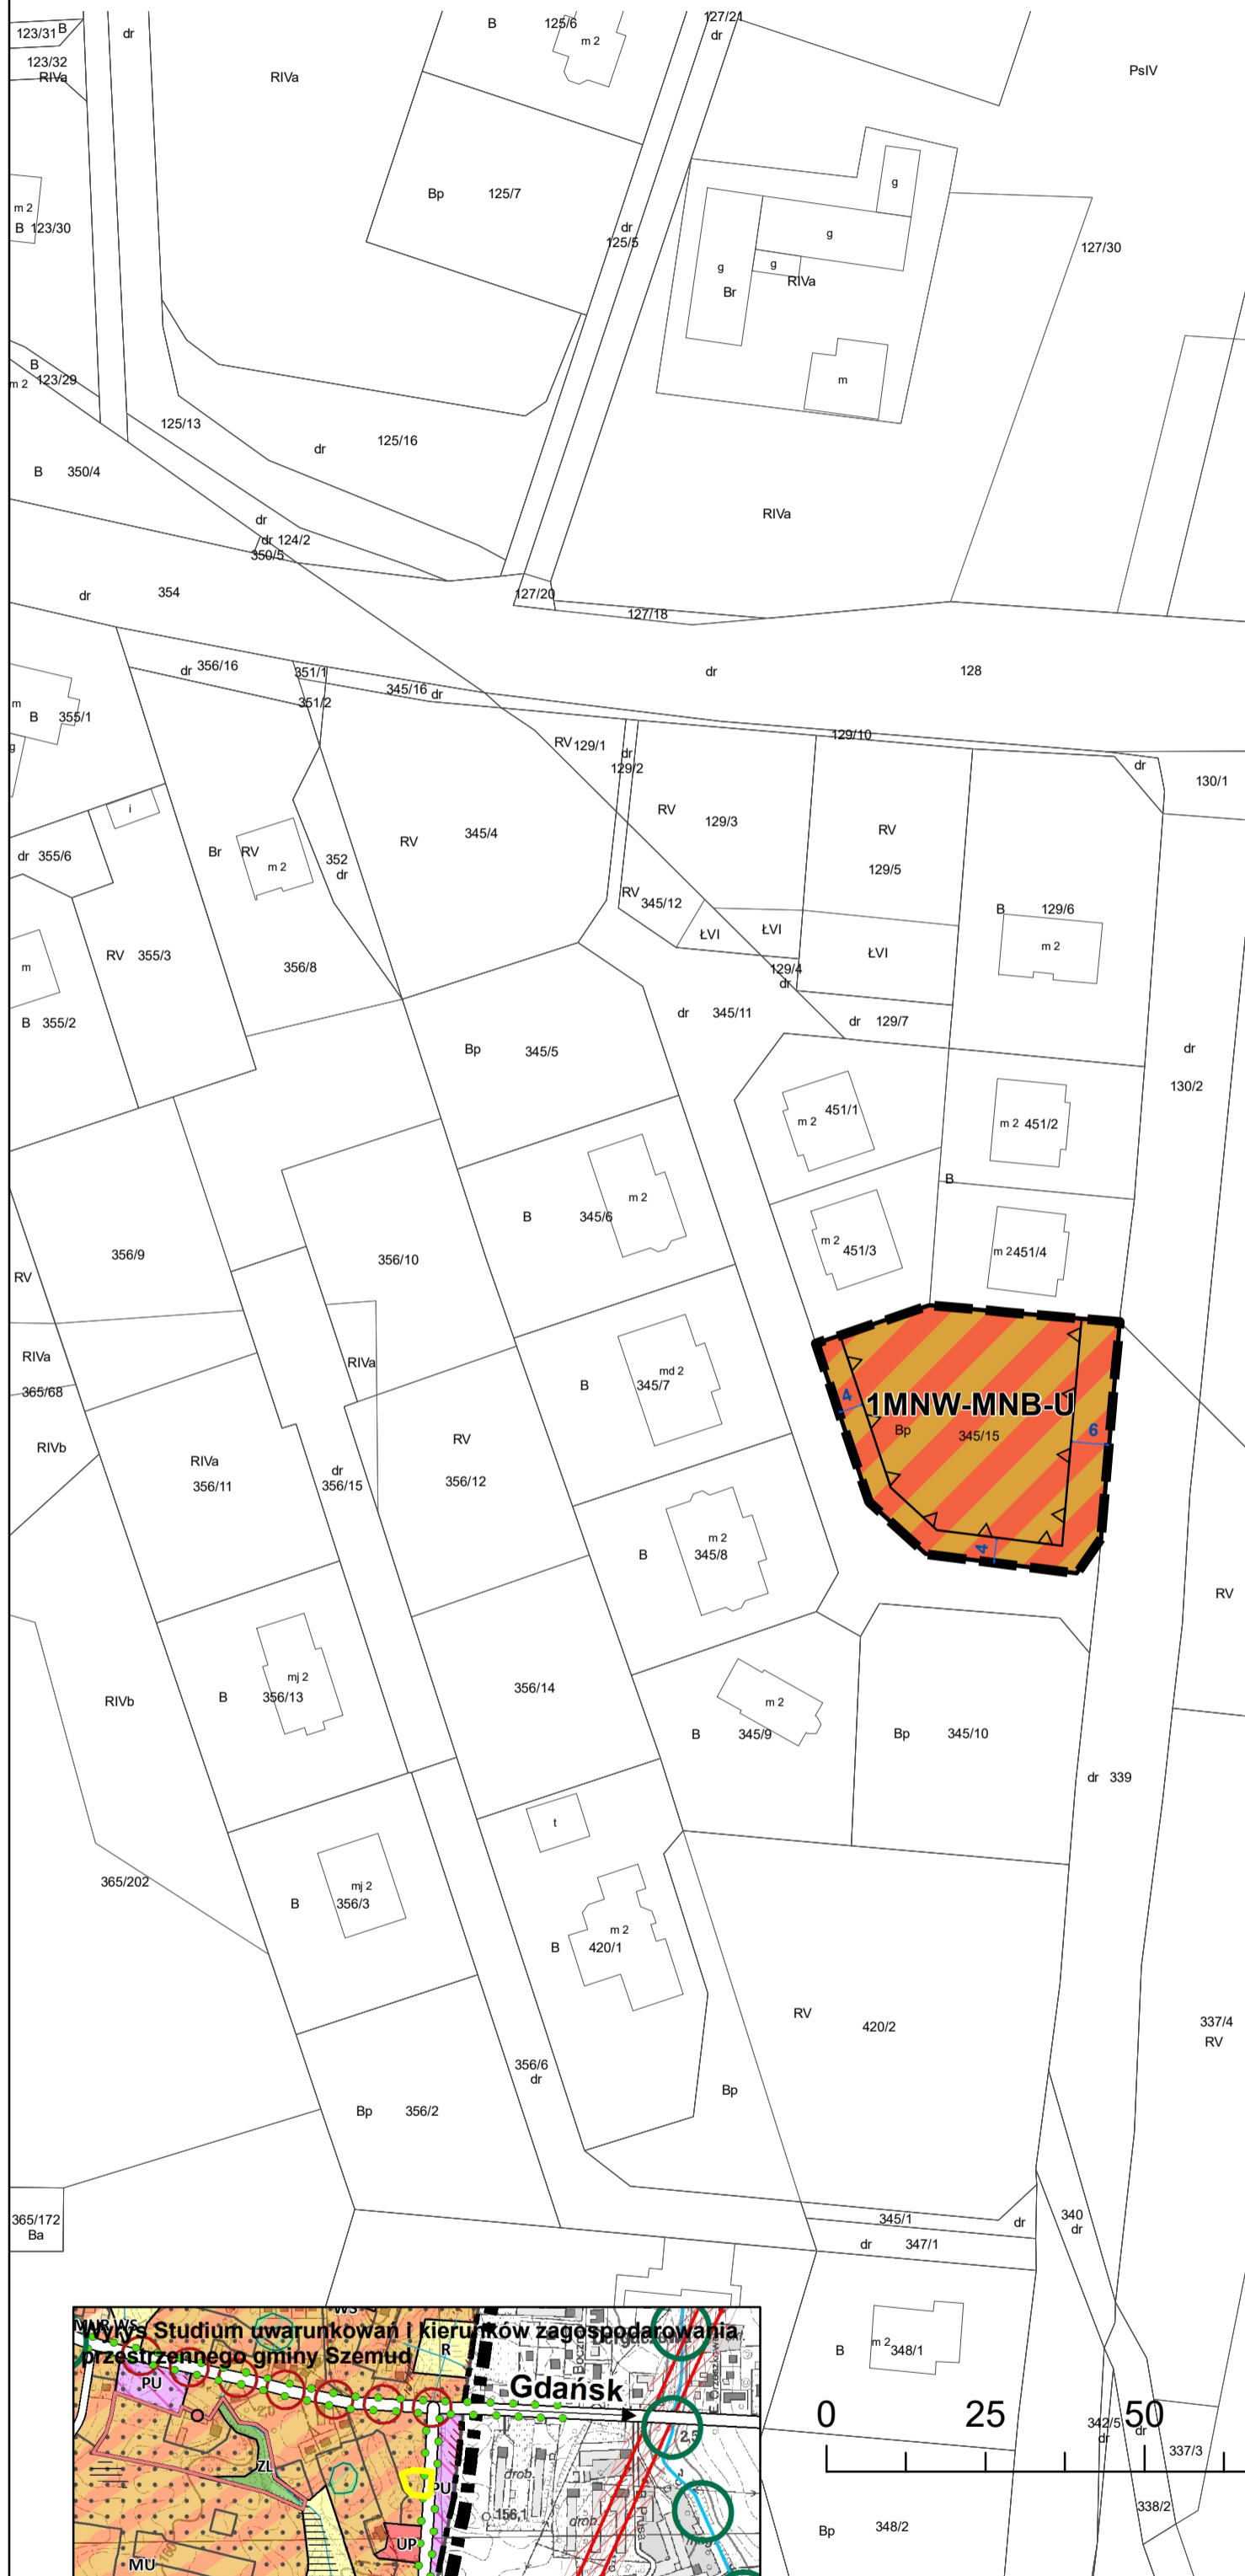 123/31 B
dr
B 125/6
m 2
127/21
dr
PsIV
123/32
RIVa
RIVa
Bp 125/7
g
m 2
B 123/30
dr
125/5
g
g
g
Br
RIVa
127/30
B
m 2 123/29
m
125/13
dr 125/16
B 350/4
RIVa
dr
dr 124/2
350/5
dr 354
127/20
127/18
dr 128
dr 356/16
351/1
351/2
345/16 dr
m
B 355/1
g
RV 129/1
dr
129/2
129/10
dr
130/1
i
RV
129/3
RV
129/5
RV 345/4
dr 355/6
Br RV
m 2
352
dr
RV
345/12
B 129/6
m 2
ŁVI
ŁVI
ŁVI
RV 355/3
m
356/8
129/4
dr
B 355/2
dr 345/11
dr 129/7
Bp 345/5
dr
130/2
451/1
m 2
m 2 451/2
B
m 2
B 345/6
m 2
451/3
m 2 451/4
356/9
356/10
RV
RIVa
365/68
RIVa
md 2
B 345/7
4
1MNW-MNB-U
Bp 345/15
6
4
RIVb
RIVa
356/11
RV
356/12
dr
356/15
m 2
B 345/8
RV
mj 2
B 356/13
RIVb
356/14
m 2
B 345/9
Bp 345/10
dr 339
t
365/202
mj 2
B 356/3
m 2
B 420/1
RV
420/2
337/4
RV
356/6
dr
Bp
Bp 356/2
365/172
Ba
345/1
dr
340
dr
dr 347/1
B m 2 348/1
Wyrys Studium uwarunkowań i kierunków zagospodarowania
przestrzennego gminy Szemud
WS
R
PU
Gdańsk
2,5
ZL
PU
drob.
156,1
drob.
Prusa
UP
MU
0 25 50
342/5
dr
dr
337/3
338/2
Bp 348/2